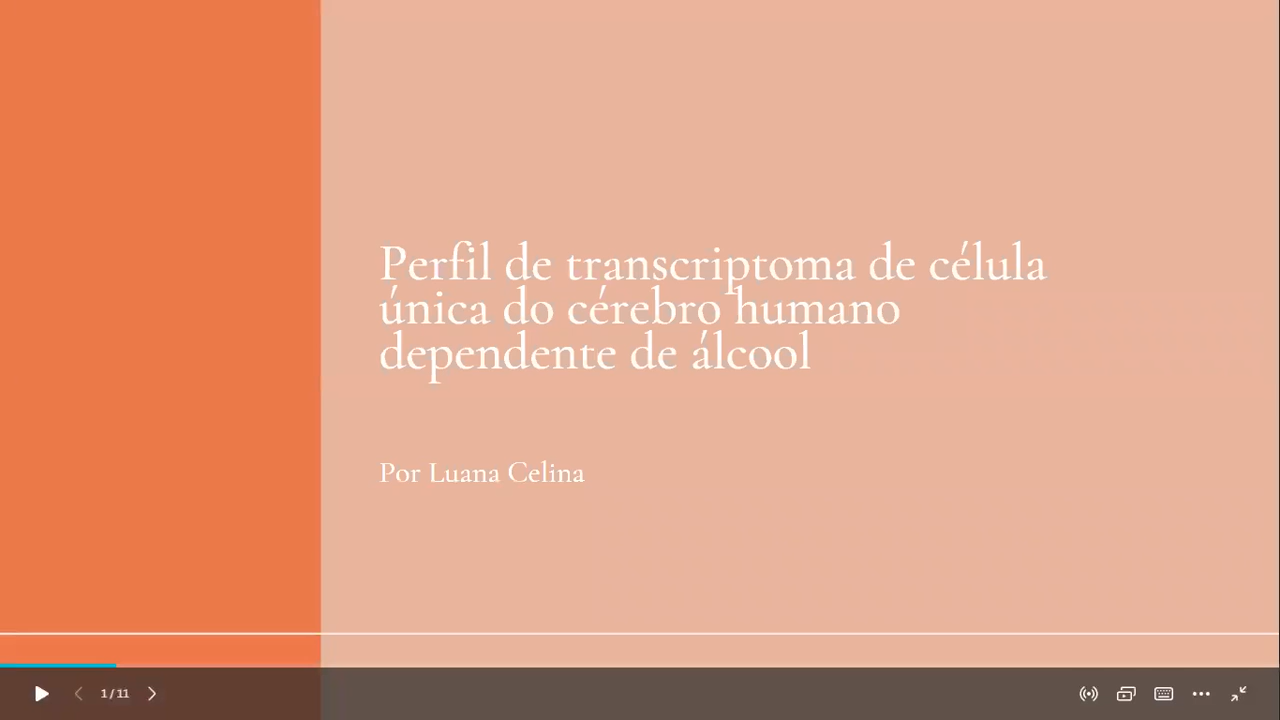 Perfil de transcriptoma de célula
única do cérebro humano
dependente de álcool
Por Luana Celina
1 / 11